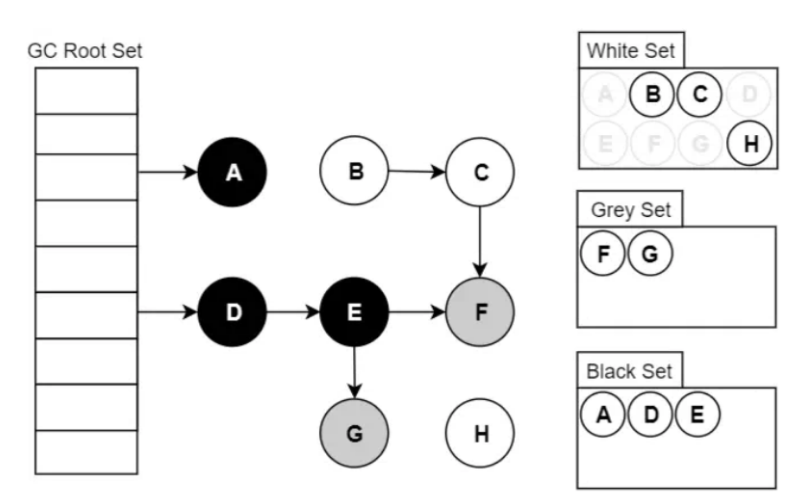 GC Root Set
A
B
C
D
E
F
G
H
White Set
A B C D
E F G H
Grey Set
F G
Black Set
A D E